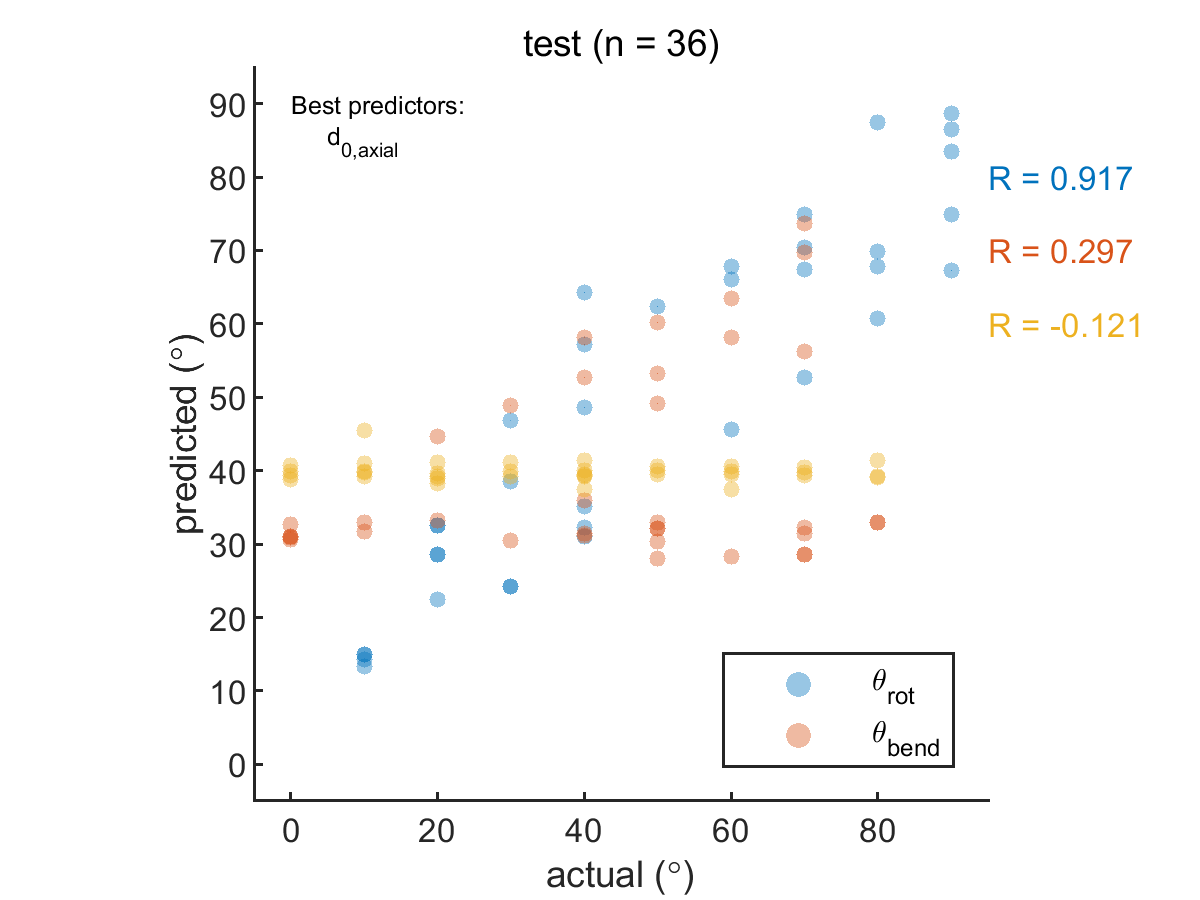 test (n = 36)
Best predictors:
d0,axial
90
80
70
60
50
40
30
20
10
0
predicted (°)
R = 0.917
R = 0.297
R = -0.121
θrot
θbend
0 20 40 60 80
actual (°)